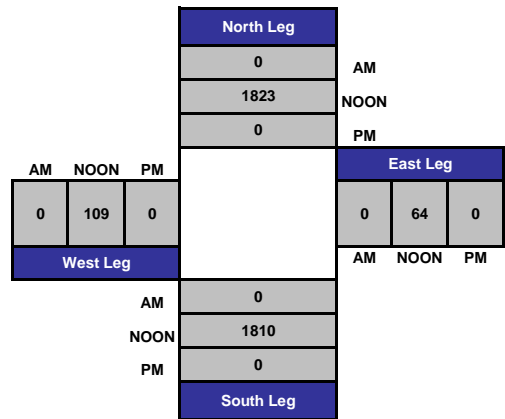 North Leg
0 AM
1823 NOON
0 PM
East Leg
AM NOON PM
0 109 0
0 64 0
West Leg
AM NOON PM
AM 0
NOON 1810
PM 0
South Leg